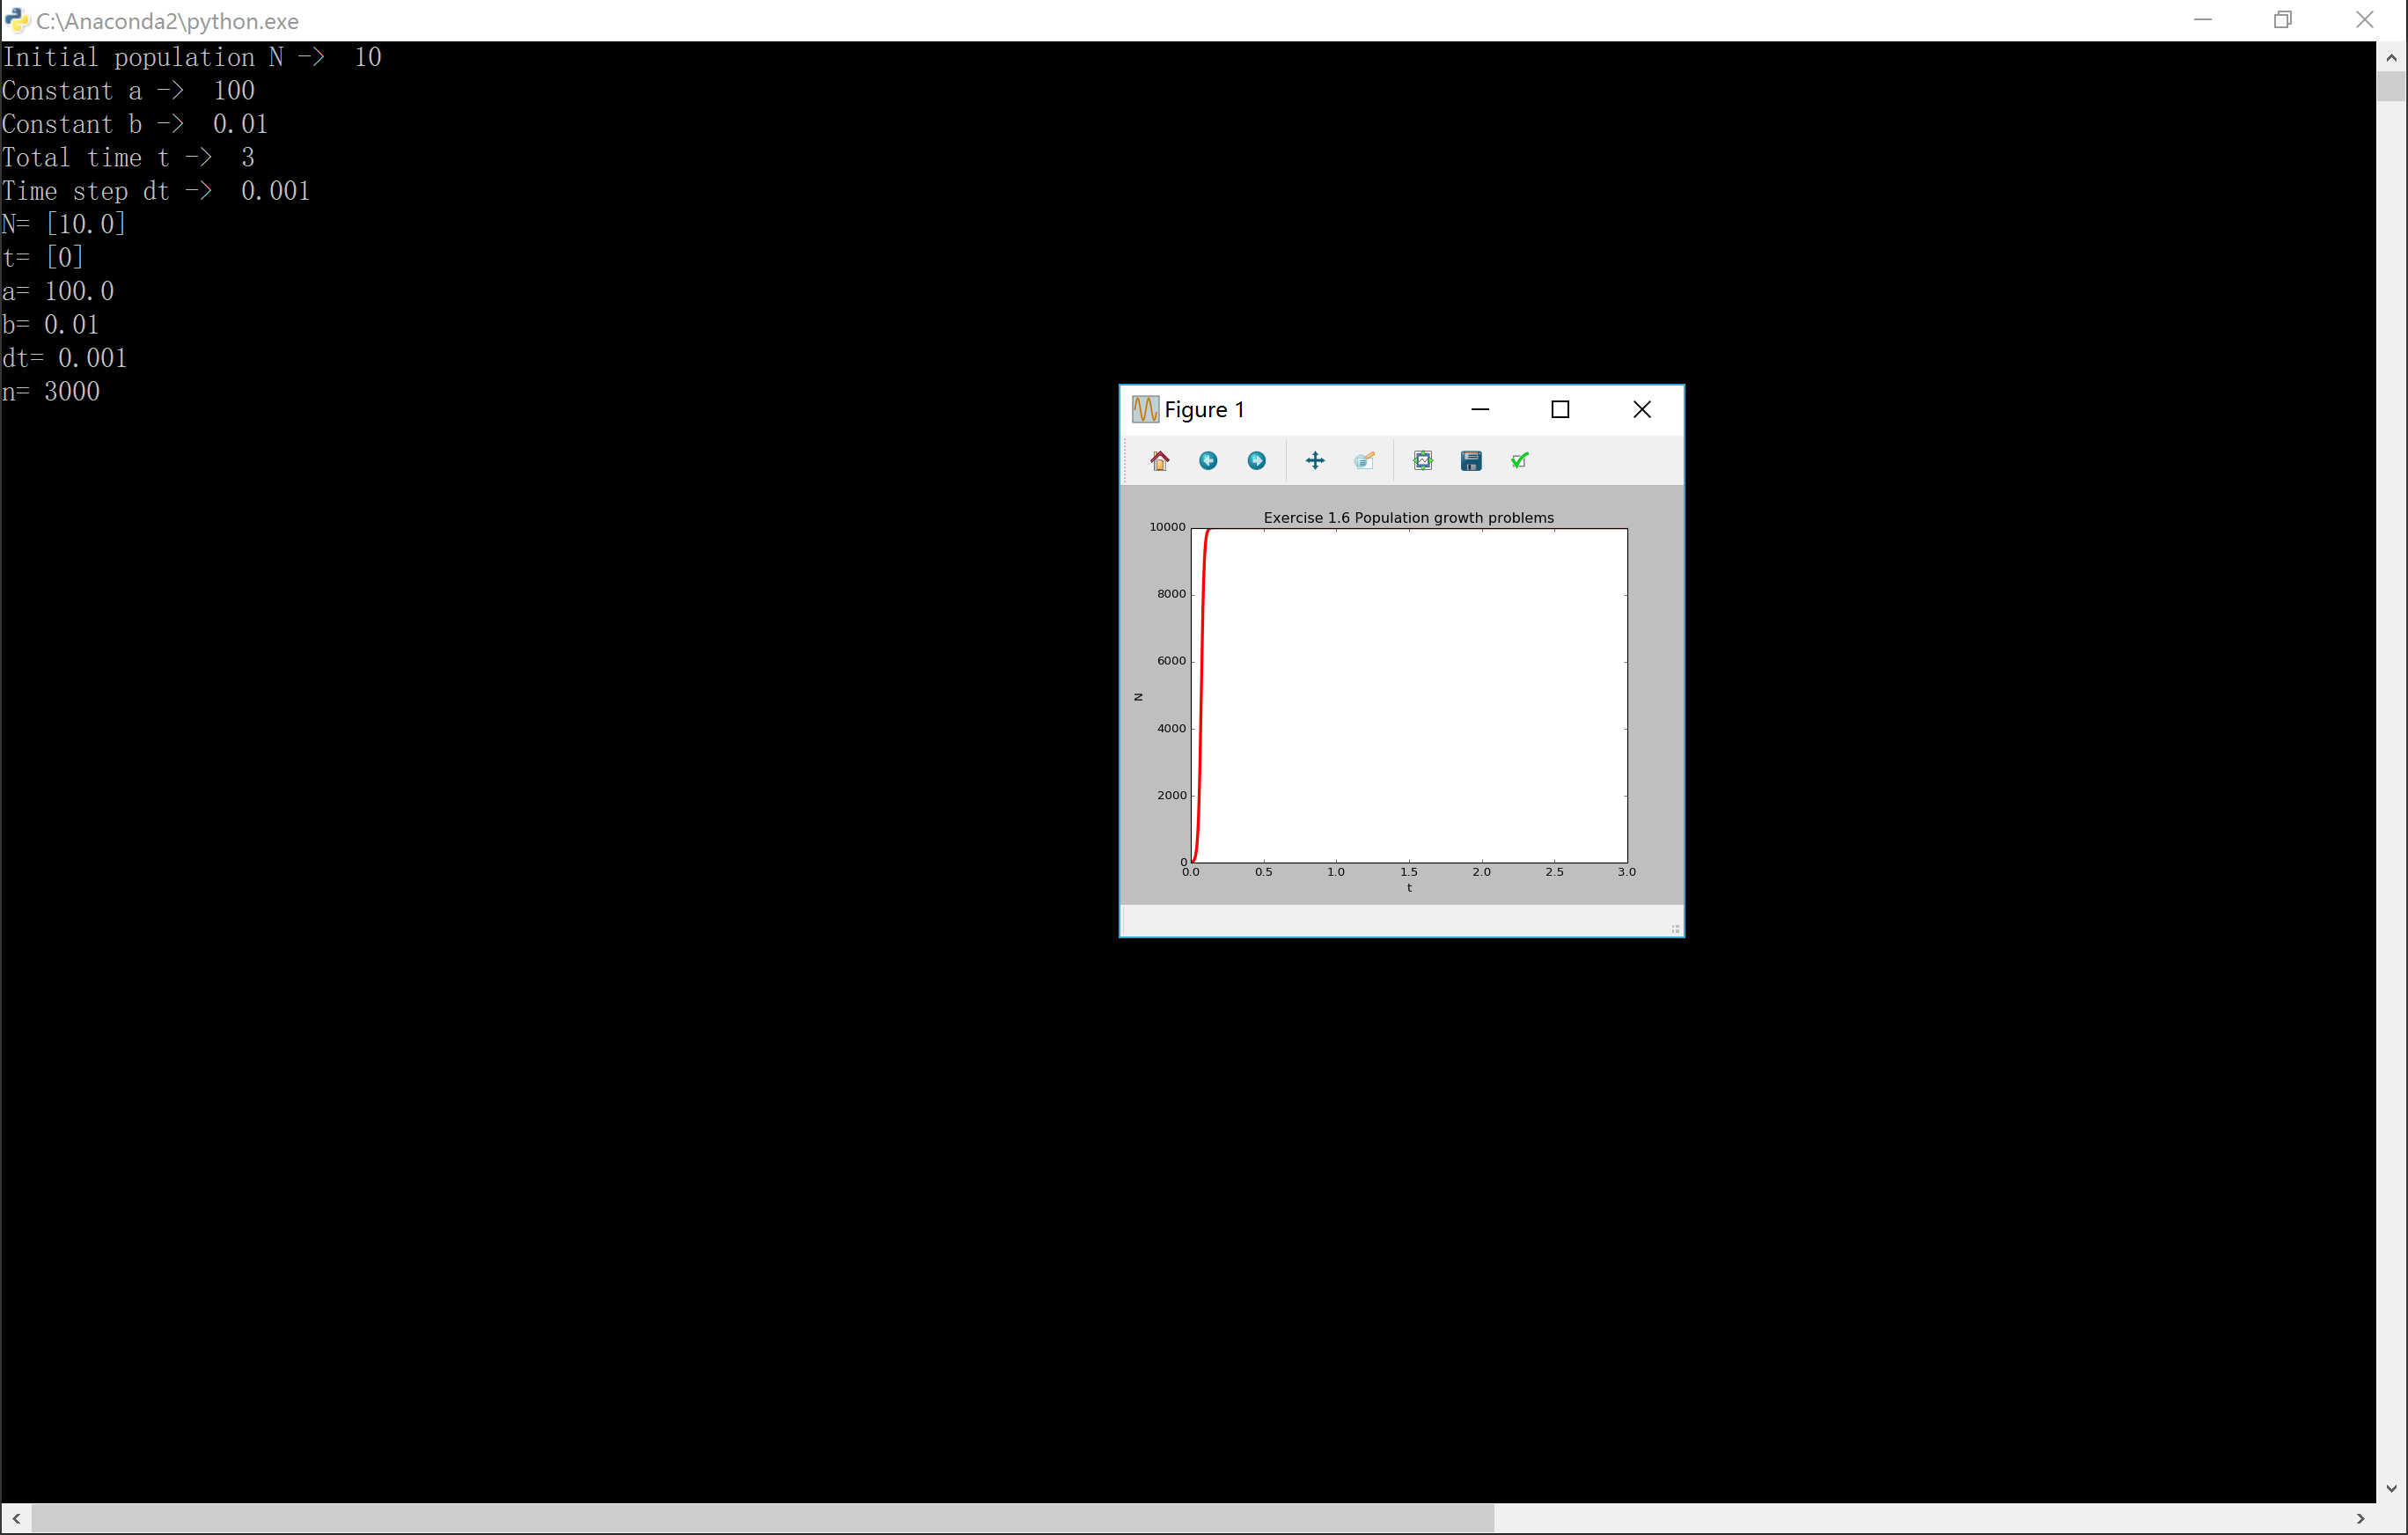 C:\Anaconda2\python.exe
Initial population N ->  10
Constant a ->  100
Constant b ->  0.01
Total time t ->  3
Time step dt ->  0.001
N= [10.0]
t= [0]
a= 100.0
b= 0.01
dt= 0.001
n= 3000
Figure 1
Exercise 1.6 Population growth problems
10000
8000
6000
N
4000
2000
0
0.0 0.5 1.0 1.5 2.0 2.5 3.0
t